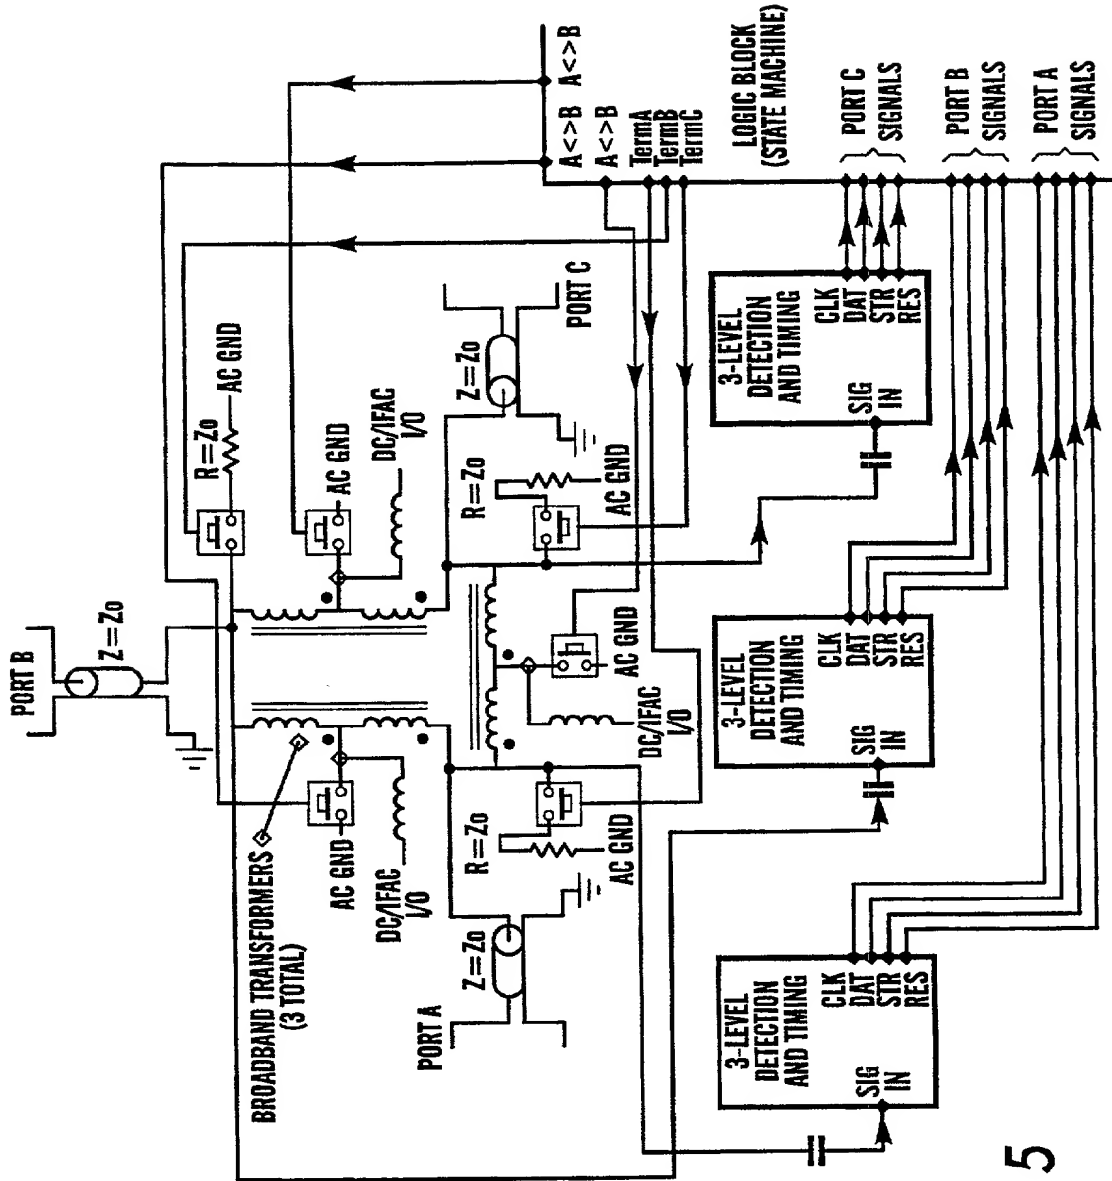 PORT B
Z=Zo
R=Zo
AC GND
A<>B
A<>B
A<>B
TermA
TermB
TermC
LOGIC BLOCK
(STATE MACHINE)
BROADBAND TRANSFORMERS
(3 TOTAL)
AC GND
DC/IFAC
I/O
AC GND
DC/IFAC
I/O
PORT A
Z=Zo
R=Zo
AC GND
DC/IFAC
I/O
AC GND
R=Zo
AC GND
Z=Zo
PORT C
3-LEVEL
DETECTION
AND TIMING
SIG
IN
CLK
DAT
STR
RES
3-LEVEL
DETECTION
AND TIMING
SIG
IN
CLK
DAT
STR
RES
3-LEVEL
DETECTION
AND TIMING
SIG
IN
CLK
DAT
STR
RES
PORT C
SIGNALS
PORT B
SIGNALS
PORT A
SIGNALS
5